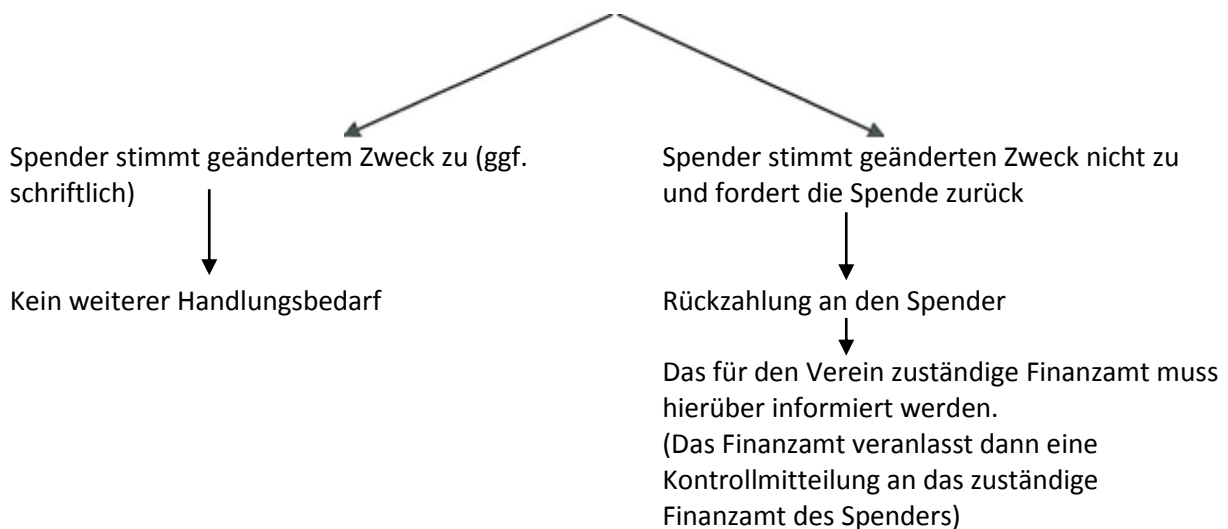 Spender stimmt geändertem Zweck zu (ggf.
schriftlich)
Kein weiterer Handlungsbedarf
Spender stimmt geänderten Zweck nicht zu
und fordert die Spende zurück
Rückzahlung an den Spender
Das für den Verein zuständige Finanzamt muss
hierüber informiert werden.
(Das Finanzamt veranlasst dann eine
Kontrollmitteilung an das zuständige
Finanzamt des Spenders)